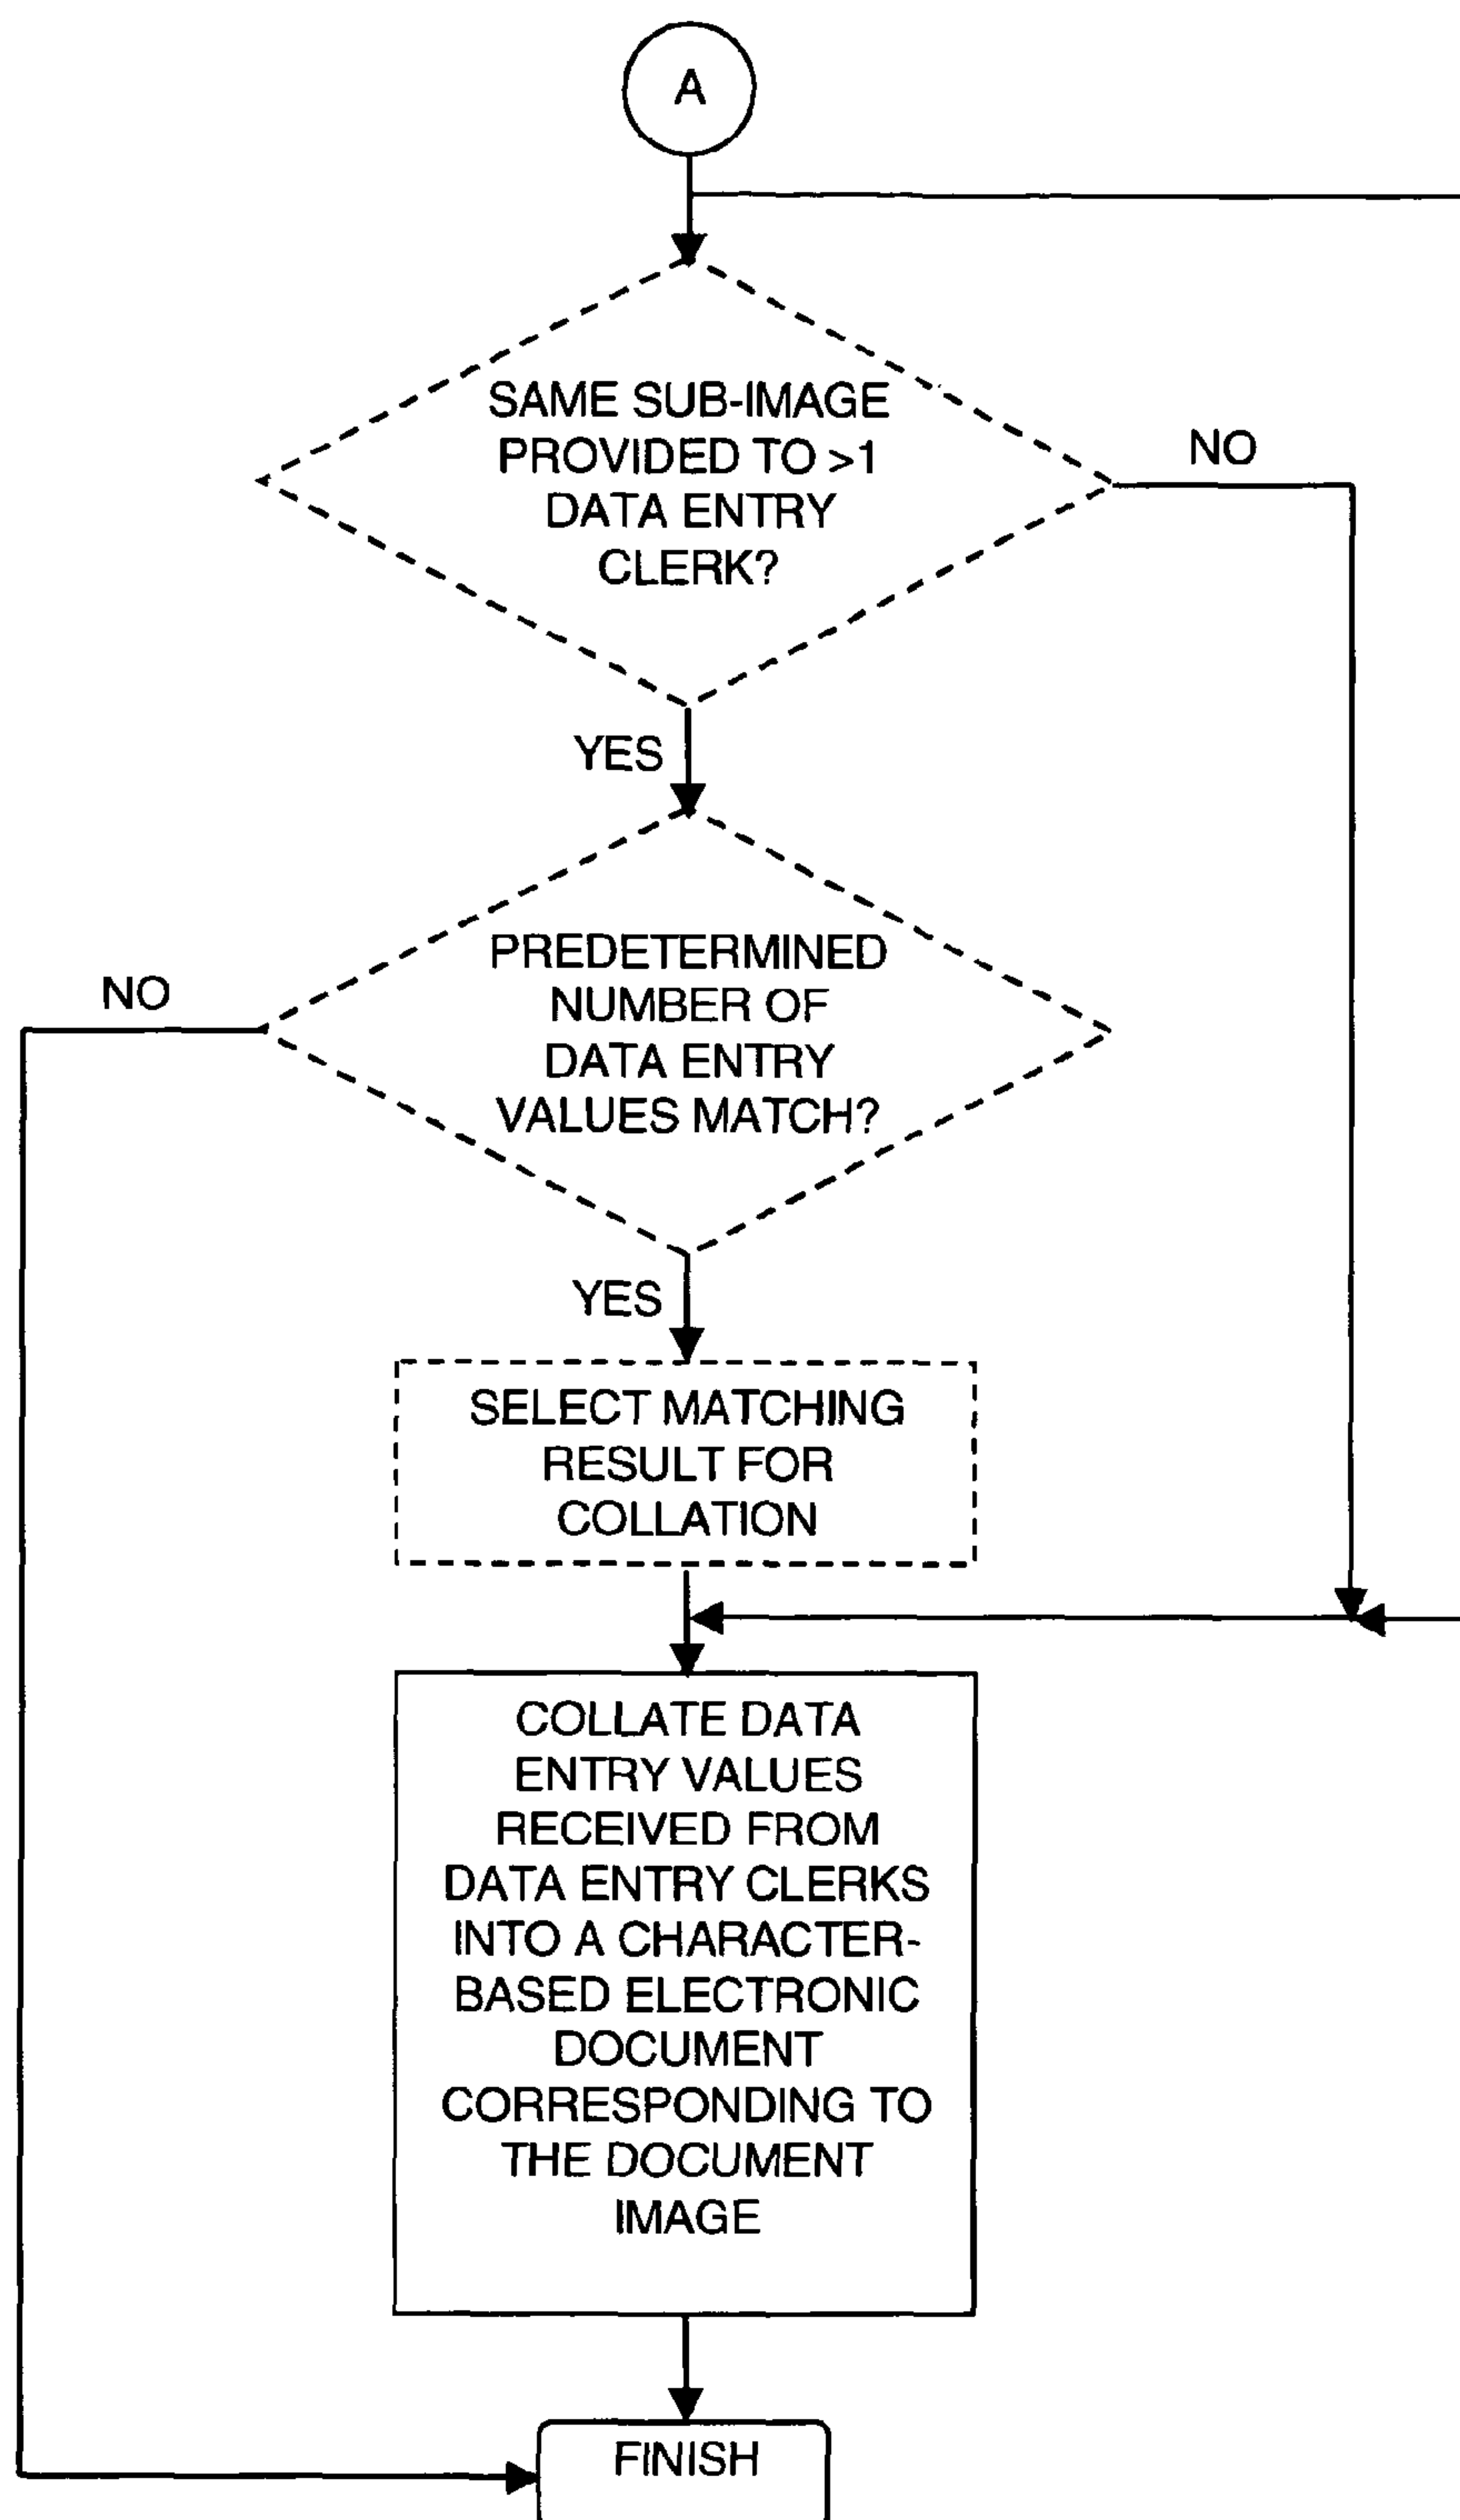 A
SAME SUB-IMAGE
PROVIDED TO >1
DATA ENTRY
CLERK?
NO
YES
PREDETERMINED
NUMBER OF
DATA ENTRY
VALUES MATCH?
NO
YES
SELECT MATCHING
RESULT FOR
COLLATION
COLLATE DATA
ENTRY VALUES
RECEIVED FROM
DATA ENTRY CLERKS
INTO A CHARACTER-
BASED ELECTRONIC
DOCUMENT
CORRESPONDING TO
THE DOCUMENT
IMAGE
FINISH